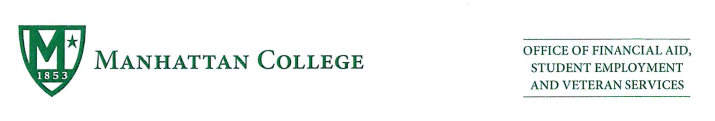 M
1853
MANHATTAN COLLEGE
OFFICE OF FINANCIAL AID,
STUDENT EMPLOYMENT
AND VETERAN SERVICES